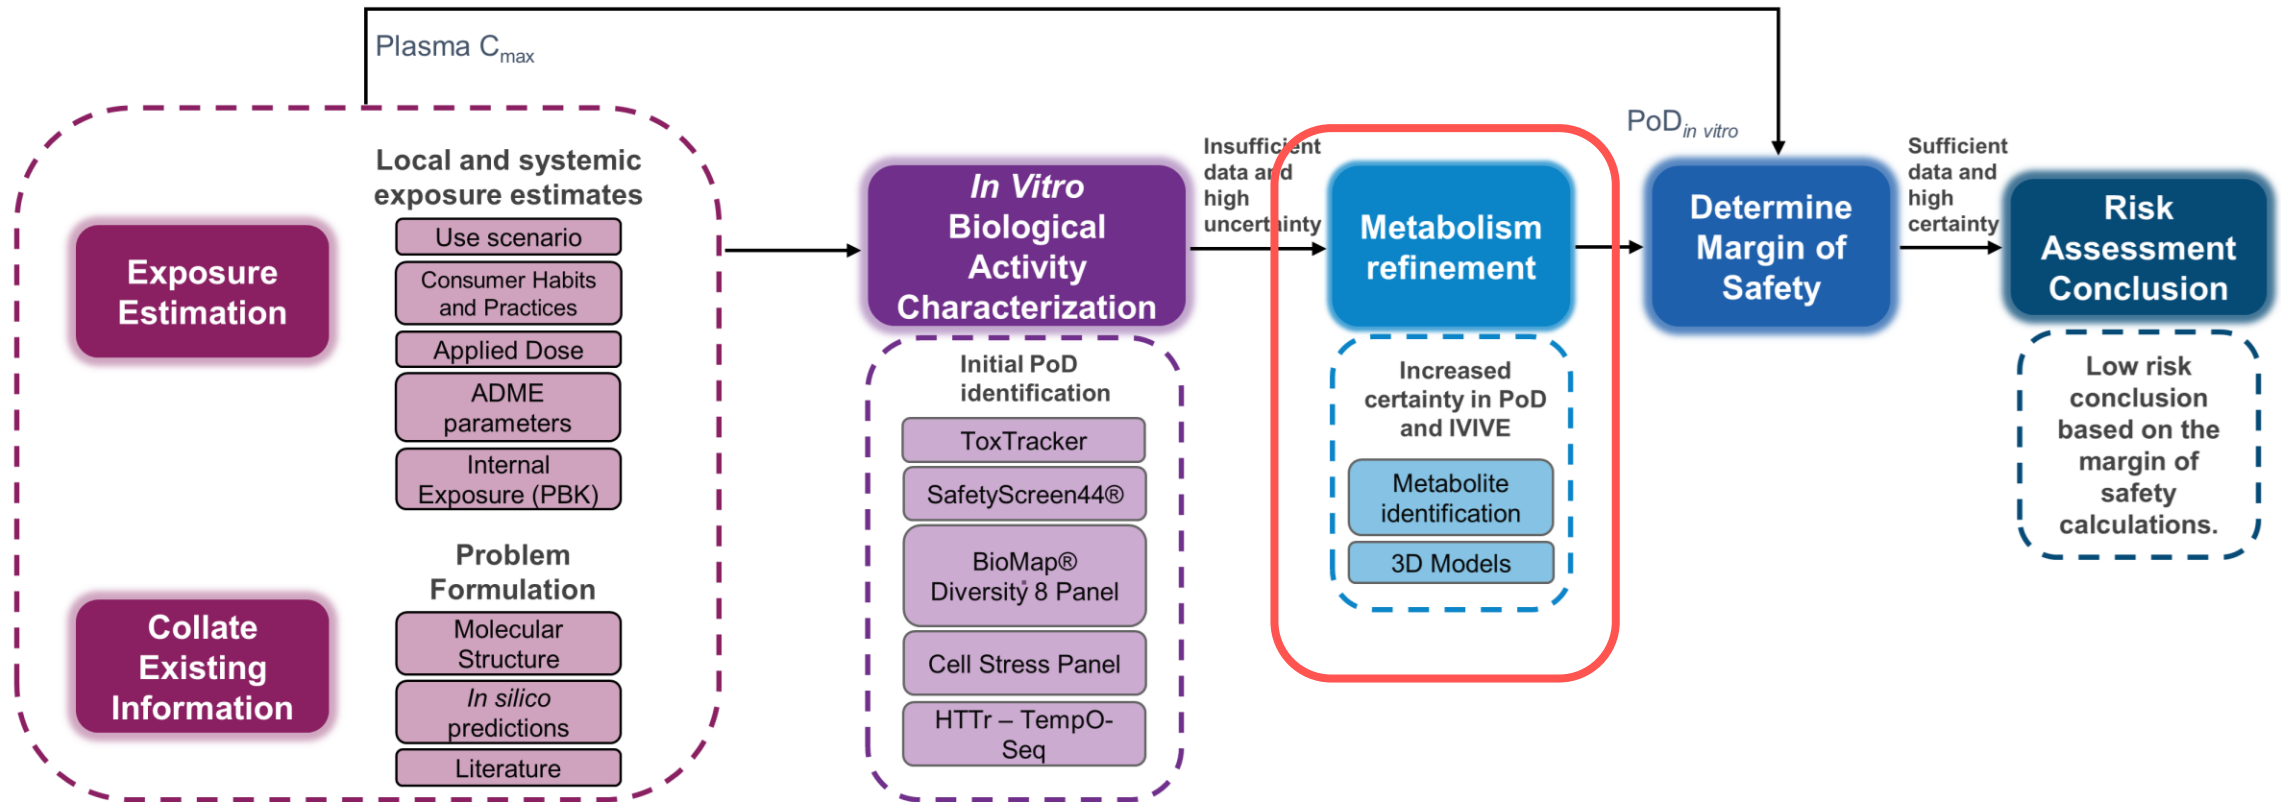 Plasma Cmax
Local and systemic
exposure estimates
Exposure
Estimation
Use scenario
Consumer Habits
and Practices
Applied Dose
ADME
parameters
Internal
Exposure (PBK)
Problem
Formulation
Collate
Existing
Information
Molecular
Structure
In silico
predictions
Literature
In Vitro
Biological
Activity
Characterization
Initial PoD
identification
ToxTracker
SafetyScreen44®
BioMap®
Diversity 8 Panel
Cell Stress Panel
HTTr – TempO-
Seq
Insufficient
data and
high
uncertainty
Metabolism
refinement
Increased
certainty in PoD
and IVIVE
Metabolite
identification
3D Models
PoDin vitro
Determine
Margin of
Safety
Sufficient
data and
high
certainty
Risk
Assessment
Conclusion
Low risk
conclusion
based on the
margin of
safety
calculations.